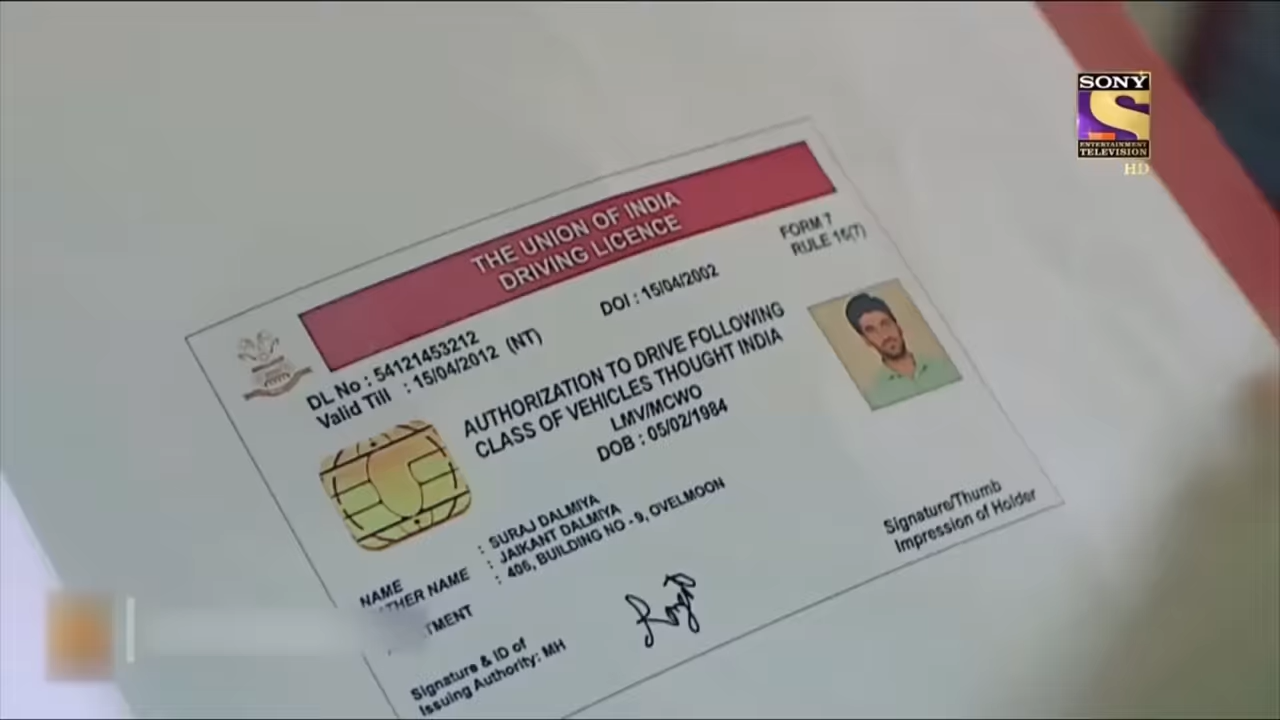 SONY
ENTERTAINMENT
TELEVISION
HD
THE UNION OF INDIA
DRIVING LICENCE
FORM 7
RULE 16(7)
DL No : 54121453212
DOI : 15/04/2002
Valid Till : 15/04/2012 (NT)
AUTHORIZATION TO DRIVE FOLLOWING
CLASS OF VEHICLES THOUGHT INDIA
LMV/MCWO
DOB : 05/02/1984
NAME : SURAJ DALMIYA
THER NAME : JAIKANT DALMIYA
TMENT : 406, BUILDING NO - 9, OVELMOON
Signature/Thumb
Impression of Holder
Signature & ID of
Issuing Authority: MH